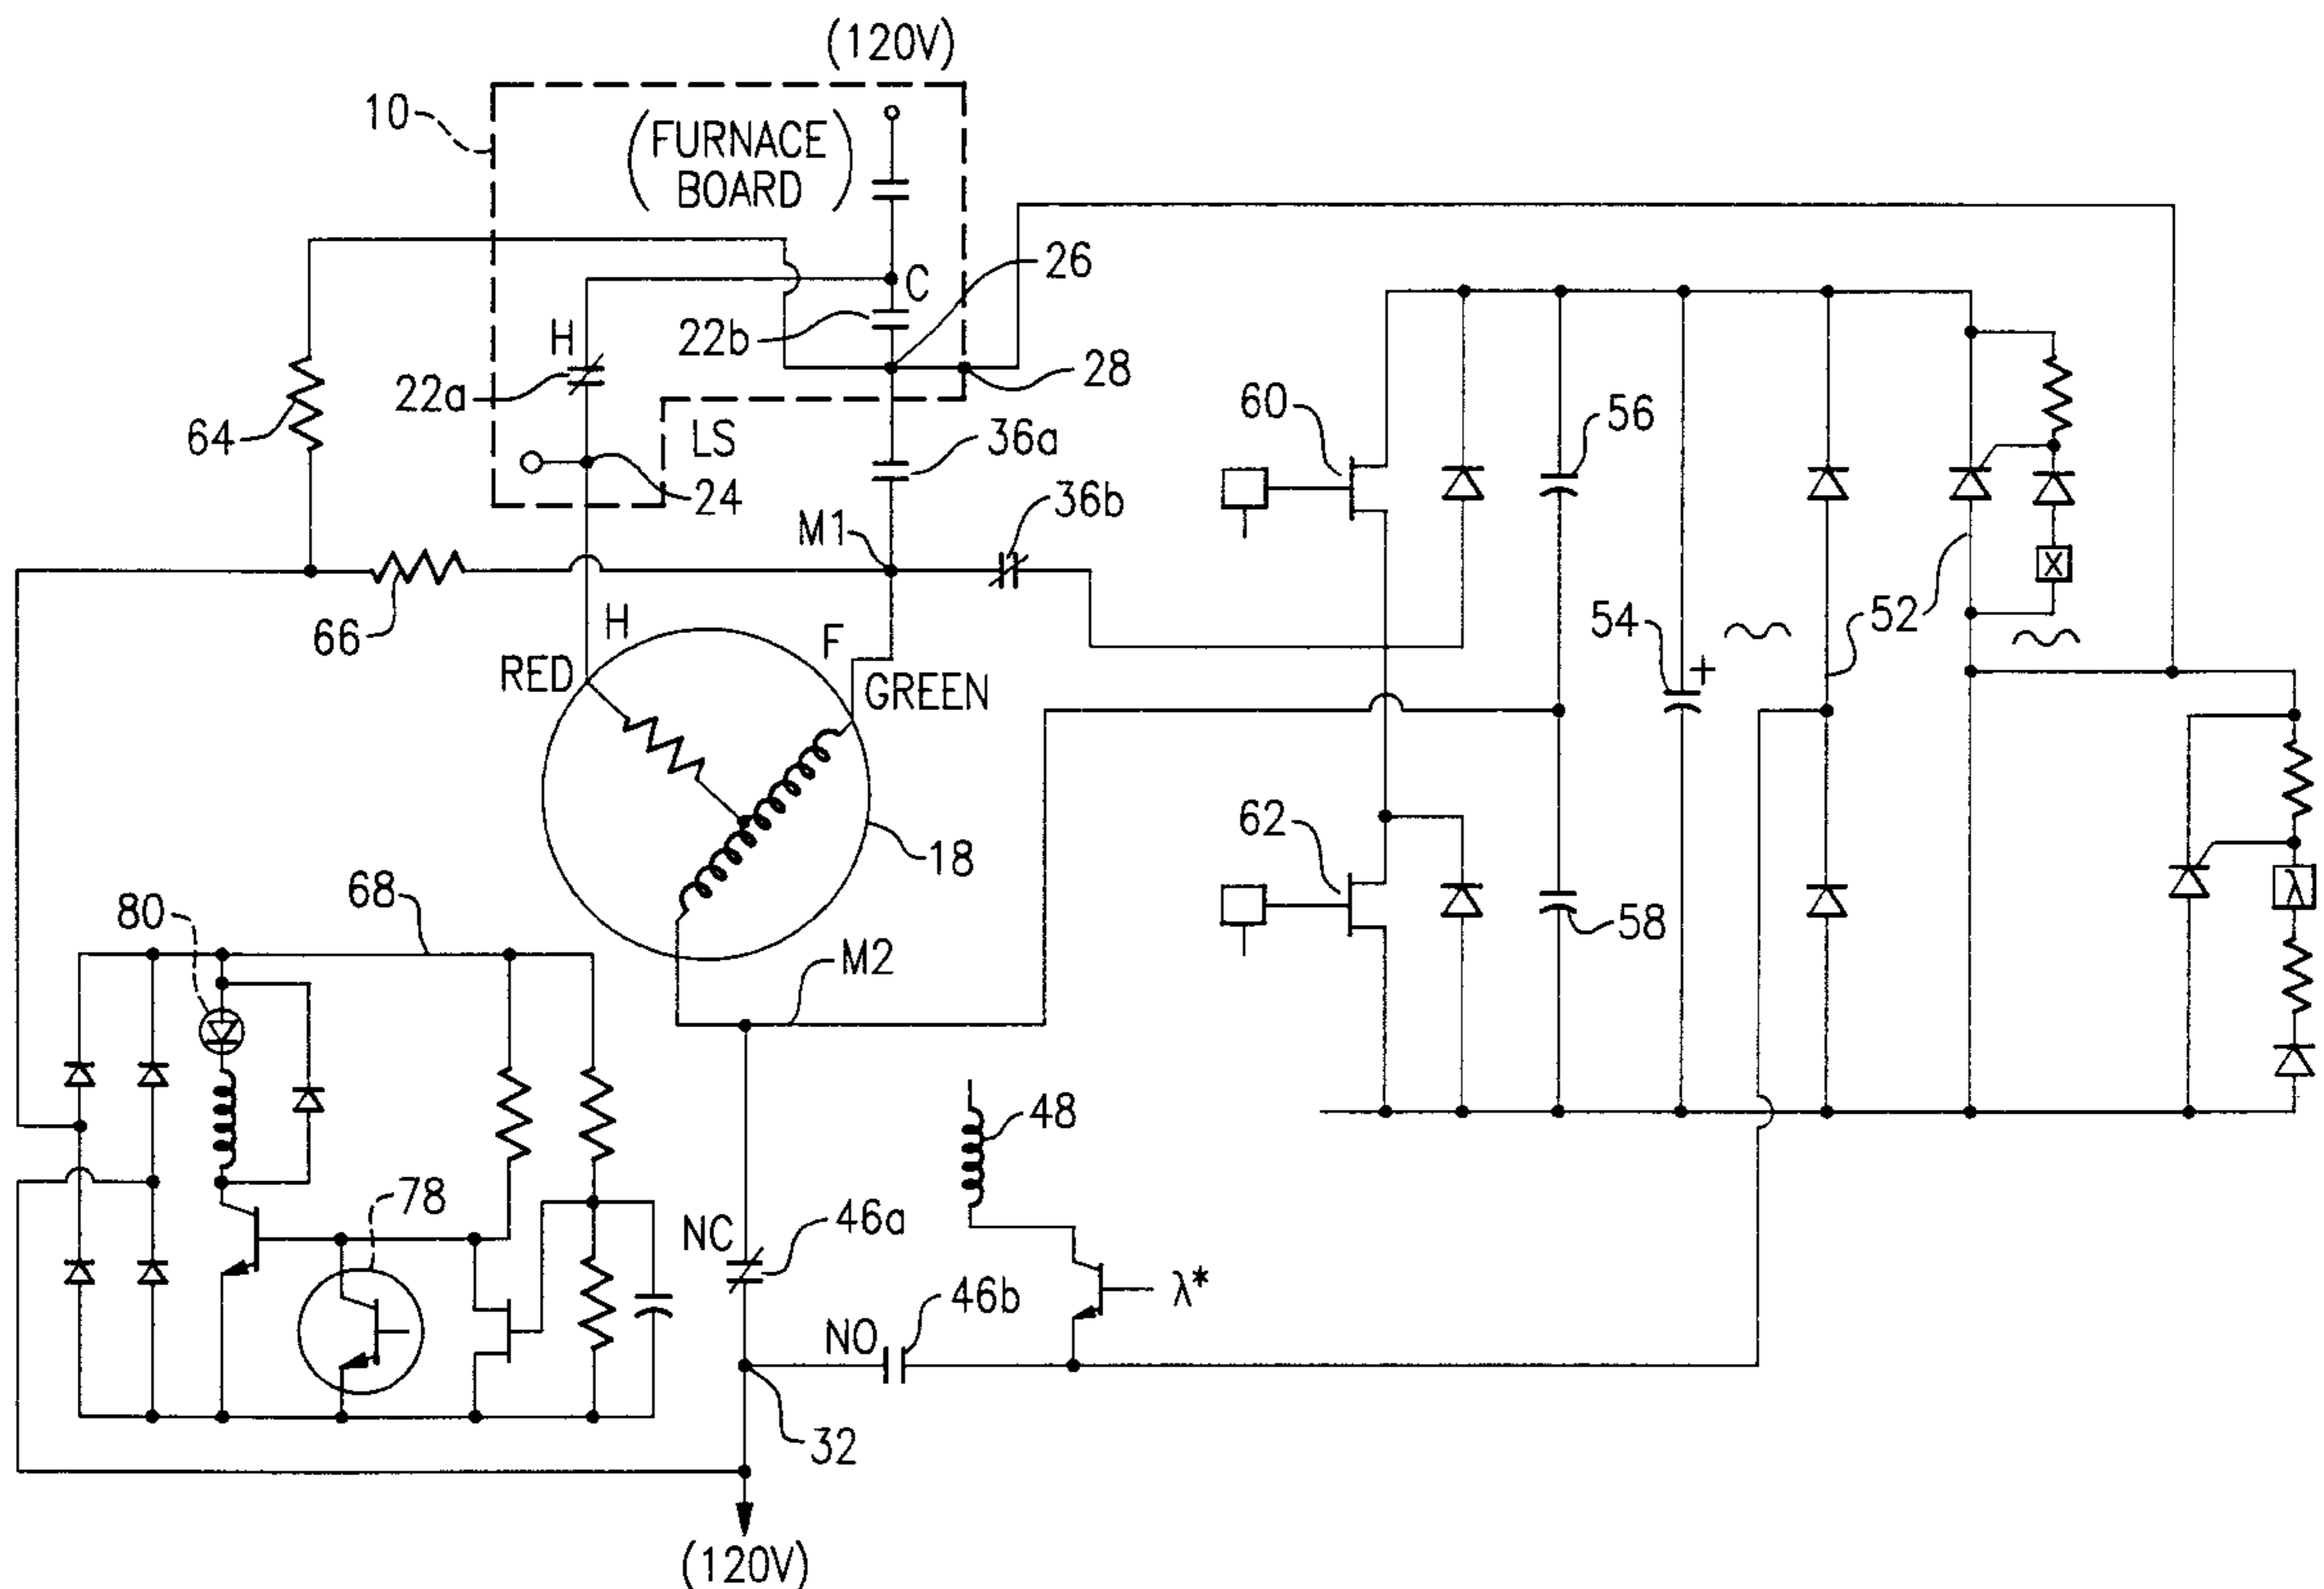 (120V)
10
(FURNACE
BOARD)
C
26
H
22b
22a
28
LS
64
36a
60
56
24
36b
M1
X
54
52
66
H
F
RED
GREEN
+
62
18
80
68
M2
58
λ
48
78
NC
46a
46b
λ*
NO
32
(120V)